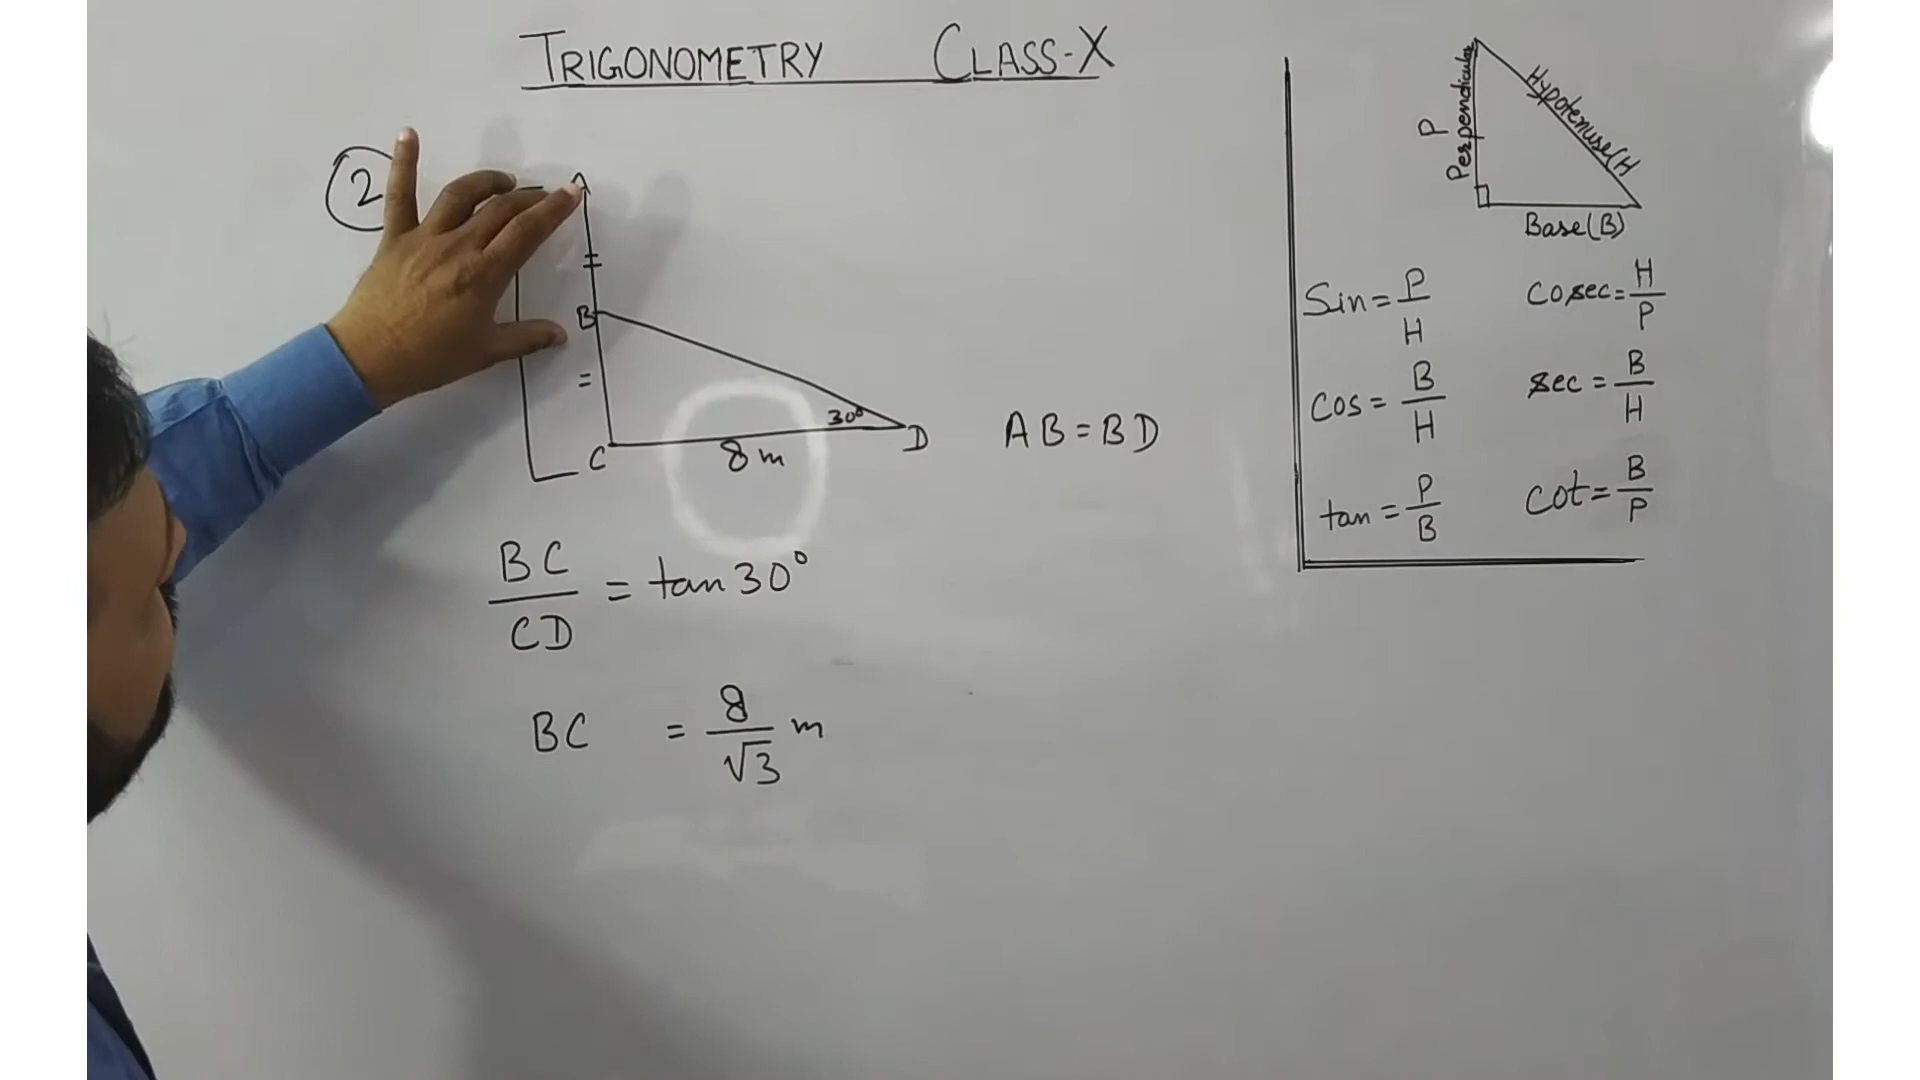 TRIGONOMETRY CLASS-X
2
A
B
=
C
8 m
30°
D
AB = BD
BC/CD = tan 30°
BC = 8/√3 m
P
Perpendicular
Hypotenuse(H
Base(B)
Sin = P/H
Cosec = H/P
Cos = B/H
Sec = B/H
tan = P/B
Cot = B/P